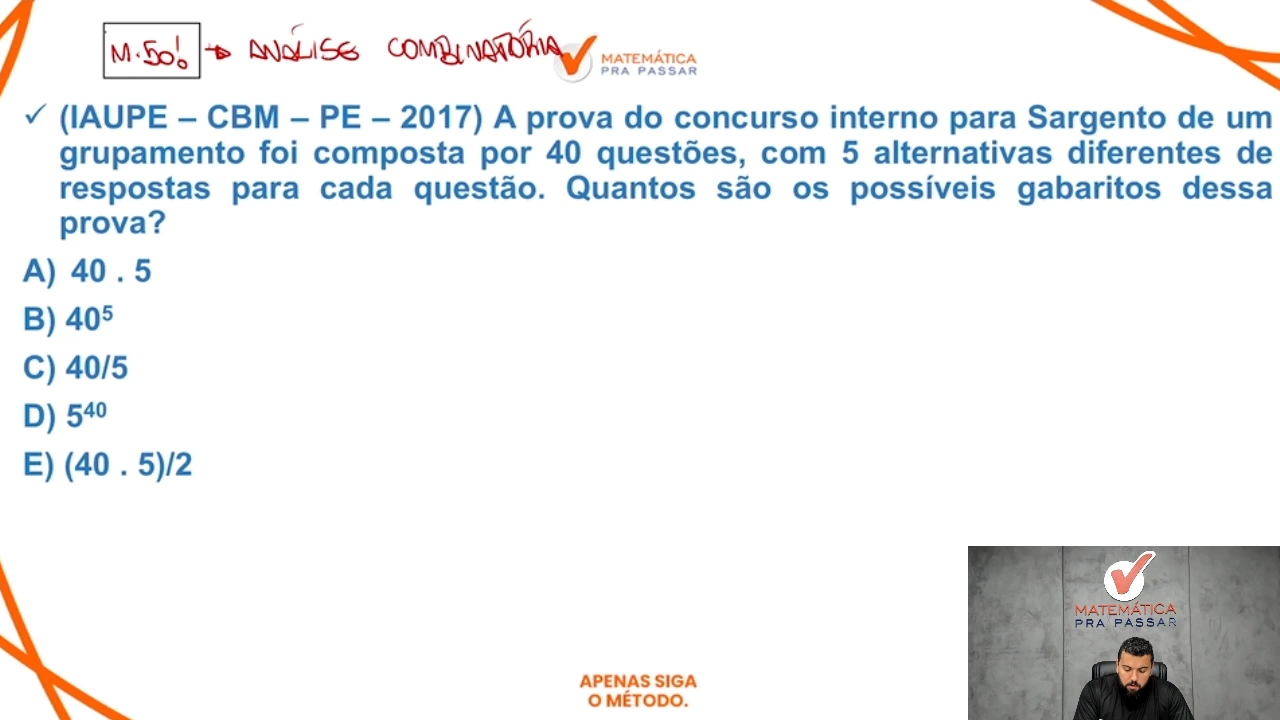 M.50! → ANÁLISE COMBINATÓRIA
MATEMÁTICA
PRA PASSAR
✓ (IAUPE – CBM – PE – 2017) A prova do concurso interno para Sargento de um
grupamento foi composta por 40 questões, com 5 alternativas diferentes de
respostas para cada questão. Quantos são os possíveis gabaritos dessa
prova?
A) 40 . 5
B) 40⁵
C) 40/5
D) 5⁴⁰
E) (40 . 5)/2
MATEMÁTICA
PRA PASSAR
APENAS SIGA
O MÉTODO.